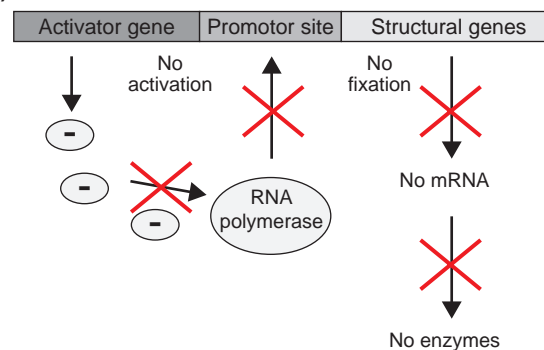 Activator gene
Promotor site
Structural genes
No
activation
No
fixation
-
-
-
RNA
polymerase
No mRNA
No enzymes